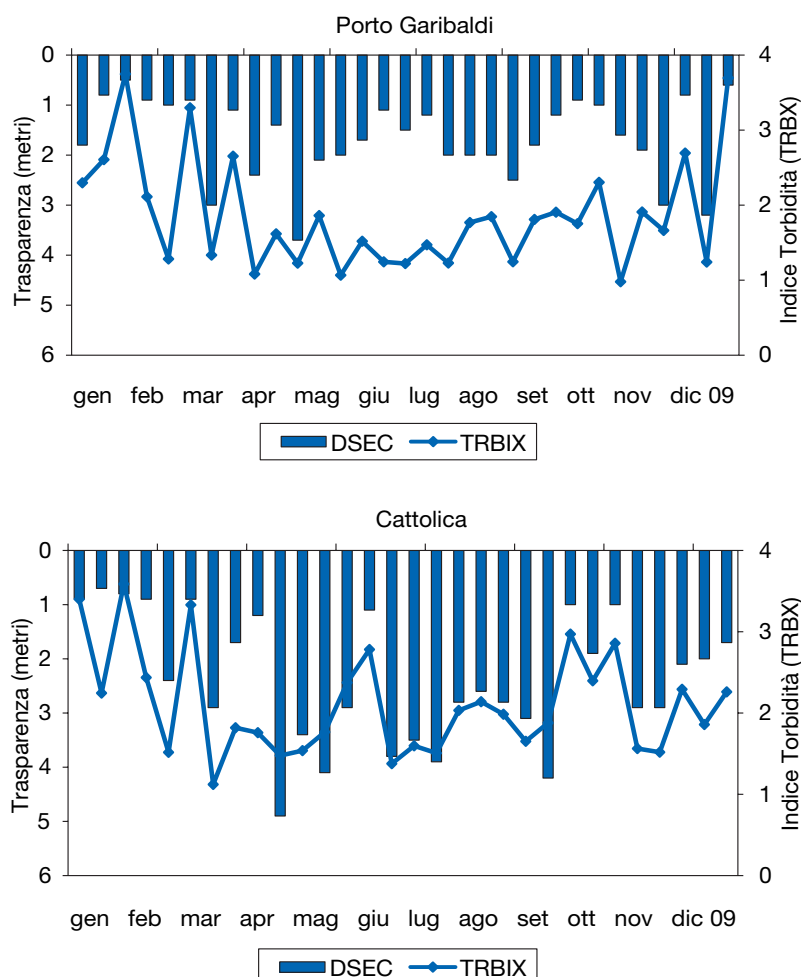 Porto Garibaldi
0
1
2
3
4
5
6
Trasparenza (metri)
4
3
2
1
0
Indice Torbidità (TRBX)
gen feb mar apr mag giu lug ago set ott nov dic 09
DSEC TRBIX
Cattolica
0
1
2
3
4
5
6
Trasparenza (metri)
4
3
2
1
0
Indice Torbidità (TRBX)
gen feb mar apr mag giu lug ago set ott nov dic 09
DSEC TRBIX